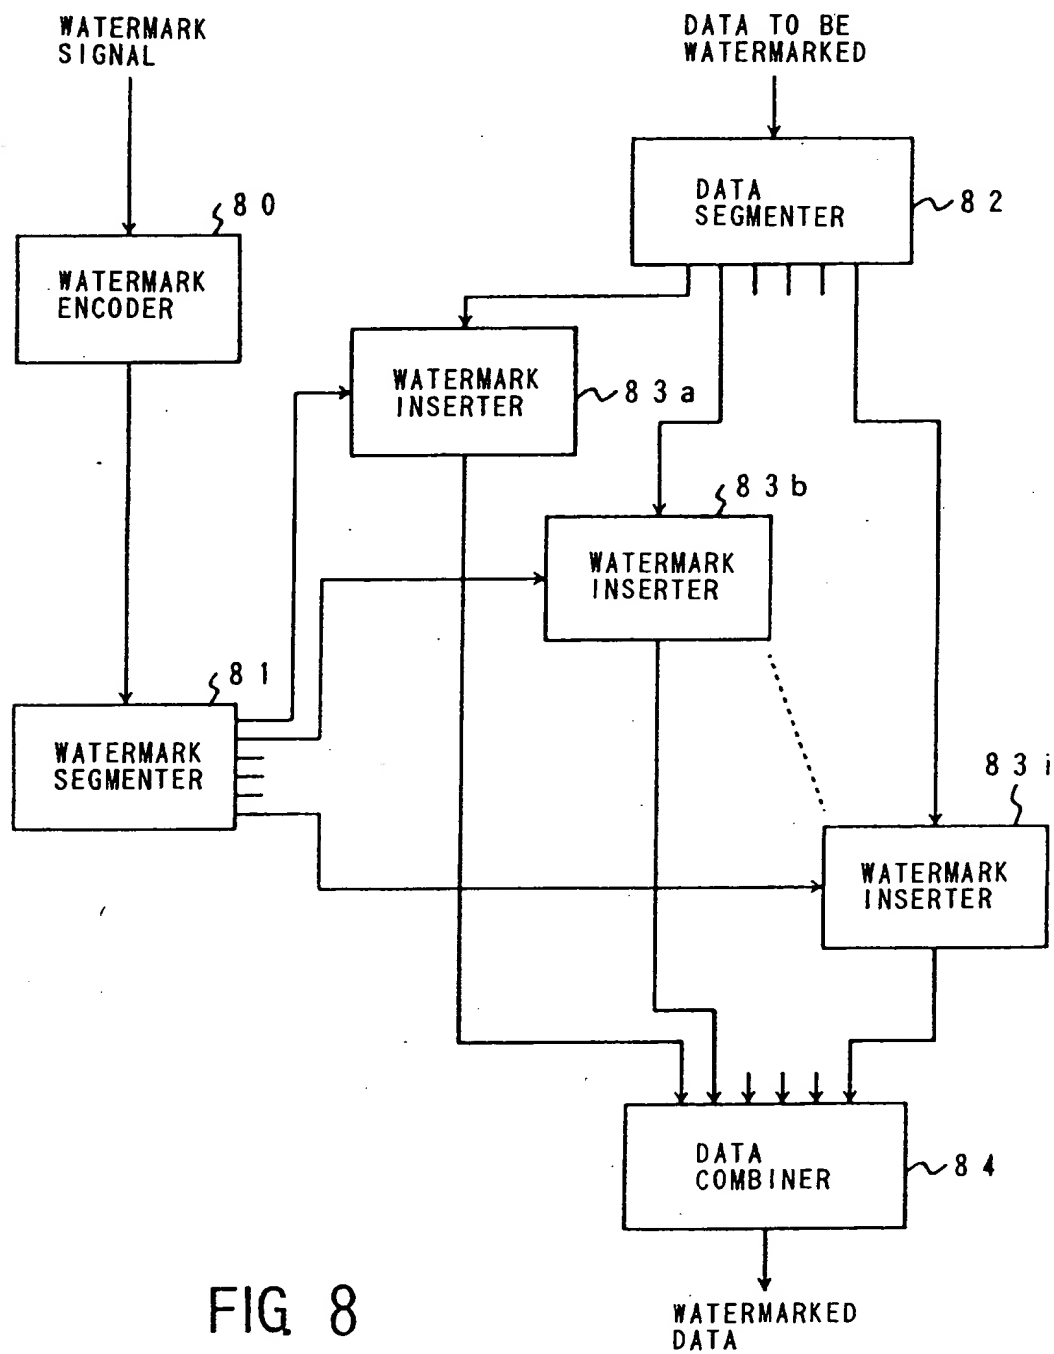 WATERMARK
SIGNAL
DATA TO BE
WATERMARKED
80
WATERMARK
ENCODER
DATA
SEGMENTER
82
WATERMARK
INSERTER
83a
83b
WATERMARK
INSERTER
81
WATERMARK
SEGMENTER
83i
WATERMARK
INSERTER
DATA
COMBINER
84
WATERMARKED
DATA
FIG. 8